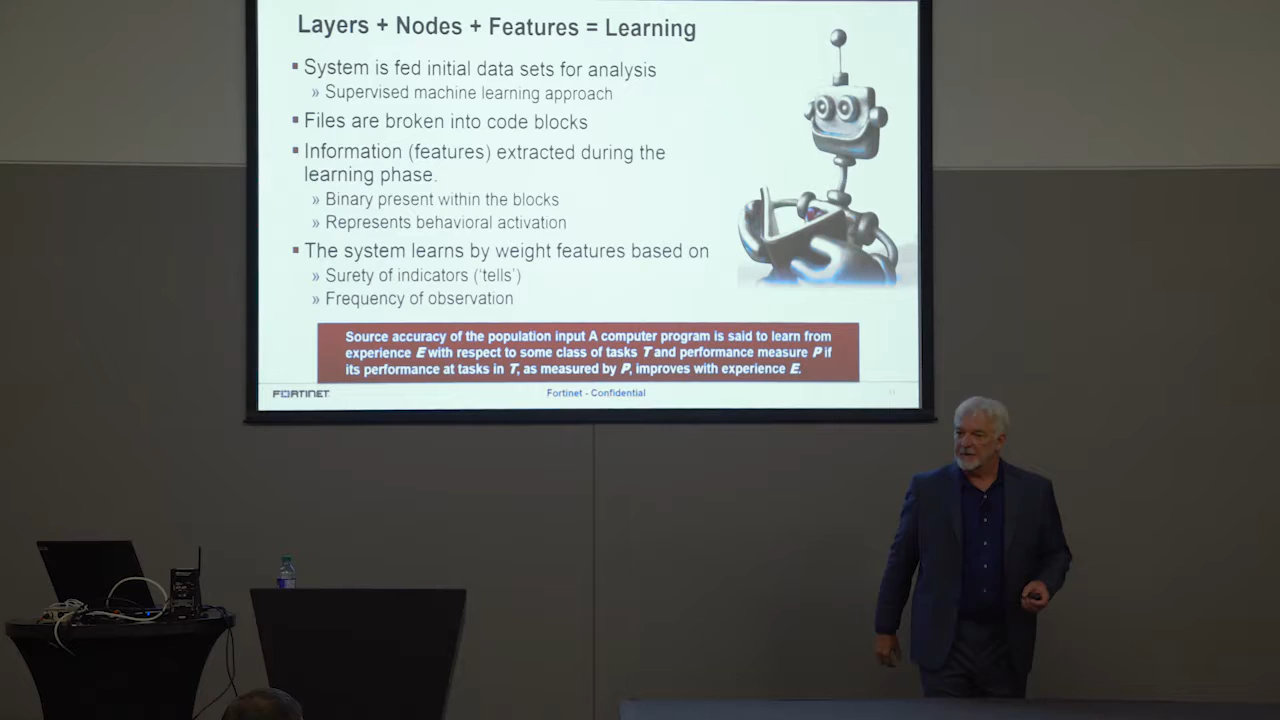 Layers + Nodes + Features = Learning
▪ System is fed initial data sets for analysis
» Supervised machine learning approach
▪ Files are broken into code blocks
▪ Information (features) extracted during the
learning phase.
» Binary present within the blocks
» Represents behavioral activation
▪ The system learns by weight features based on
» Surety of indicators (‘tells’)
» Frequency of observation
Source accuracy of the population input A computer program is said to learn from
experience E with respect to some class of tasks T and performance measure P if
its performance at tasks in T, as measured by P, improves with experience E.
FORTINET
Fortinet - Confidential